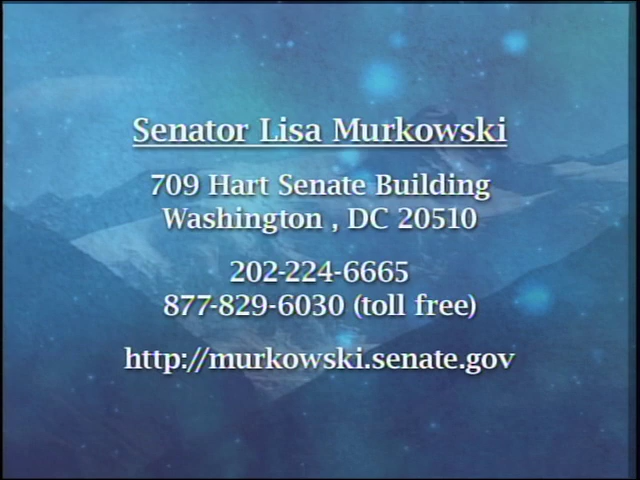 Senator Lisa Murkowski
709 Hart Senate Building
Washington , DC 20510
202-224-6665
877-829-6030 (toll free)
http://murkowski.senate.gov